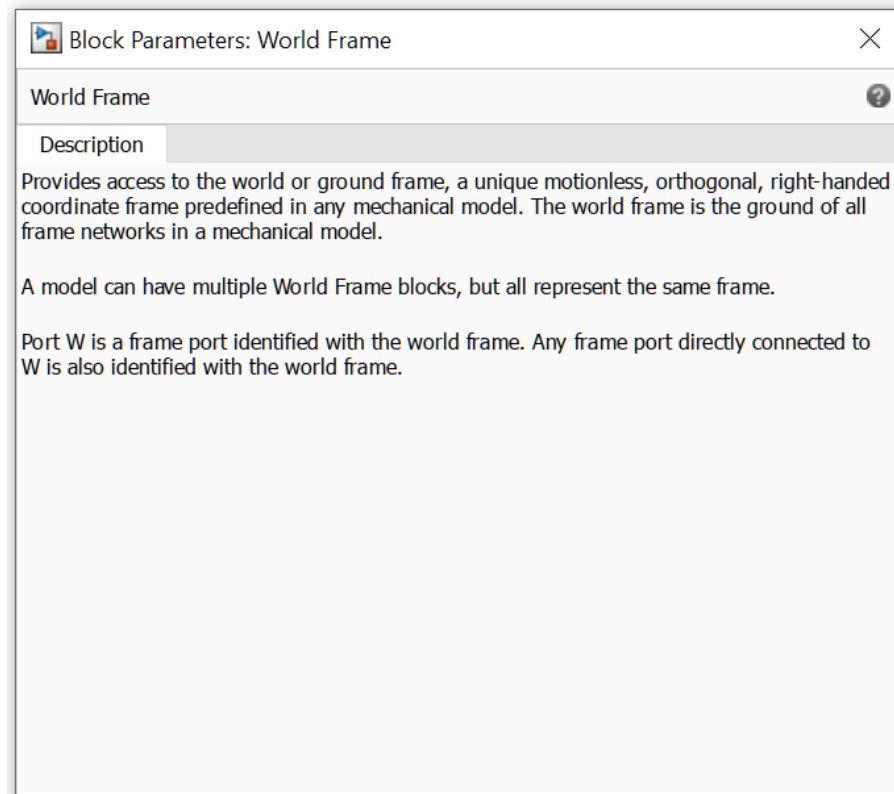 Block Parameters: World Frame
World Frame
Description
Provides access to the world or ground frame, a unique motionless, orthogonal, right-handed
coordinate frame predefined in any mechanical model. The world frame is the ground of all
frame networks in a mechanical model.
A model can have multiple World Frame blocks, but all represent the same frame.
Port W is a frame port identified with the world frame. Any frame port directly connected to
W is also identified with the world frame.